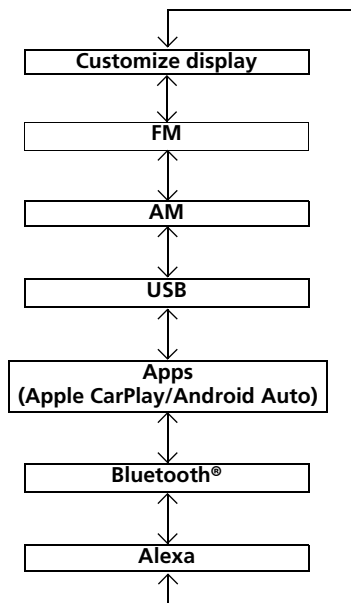 Customize display
FM
AM
USB
Apps
(Apple CarPlay/Android Auto)
Bluetooth®
Alexa